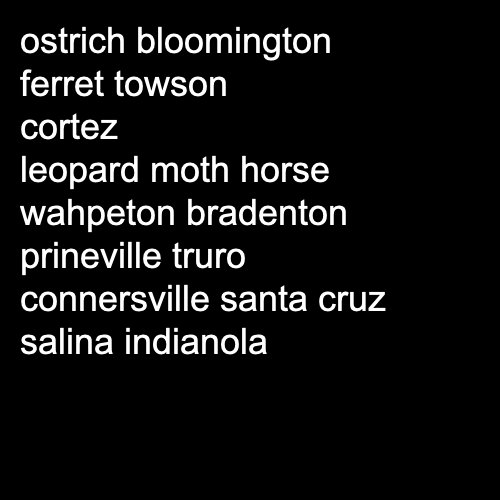 ostrich bloomington
ferret towson
cortez
leopard moth horse
wahpeton bradenton
prineville truro
connersville santa cruz
salina indianola